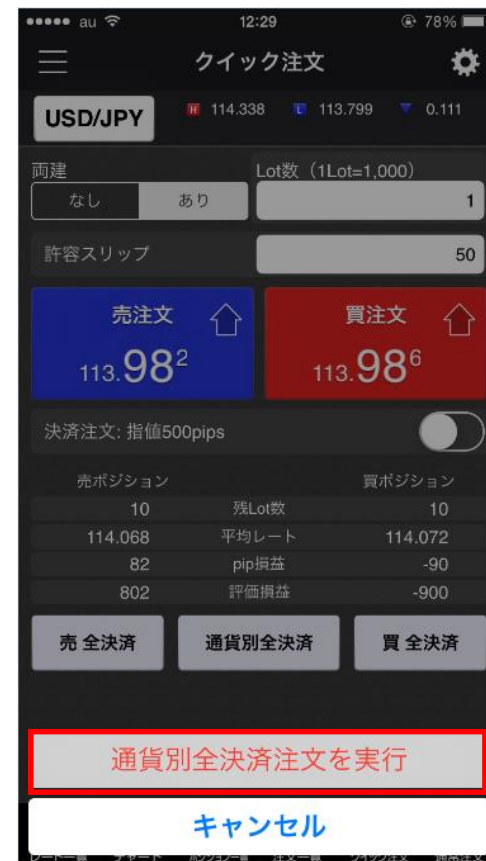 au 12:29 78%
クイック注文
USD/JPY H 114.338 L 113.799 ▼ 0.111
両建 Lot数（1Lot=1,000）
なし あり 1
許容スリップ 50
売注文 買注文
113.982 113.986
決済注文: 指値500pips
売ポジション 買ポジション
10 残Lot数 10
114.068 平均レート 114.072
82 pip損益 -90
802 評価損益 -900
売 全決済 通貨別全決済 買 全決済
通貨別全決済注文を実行
キャンセル